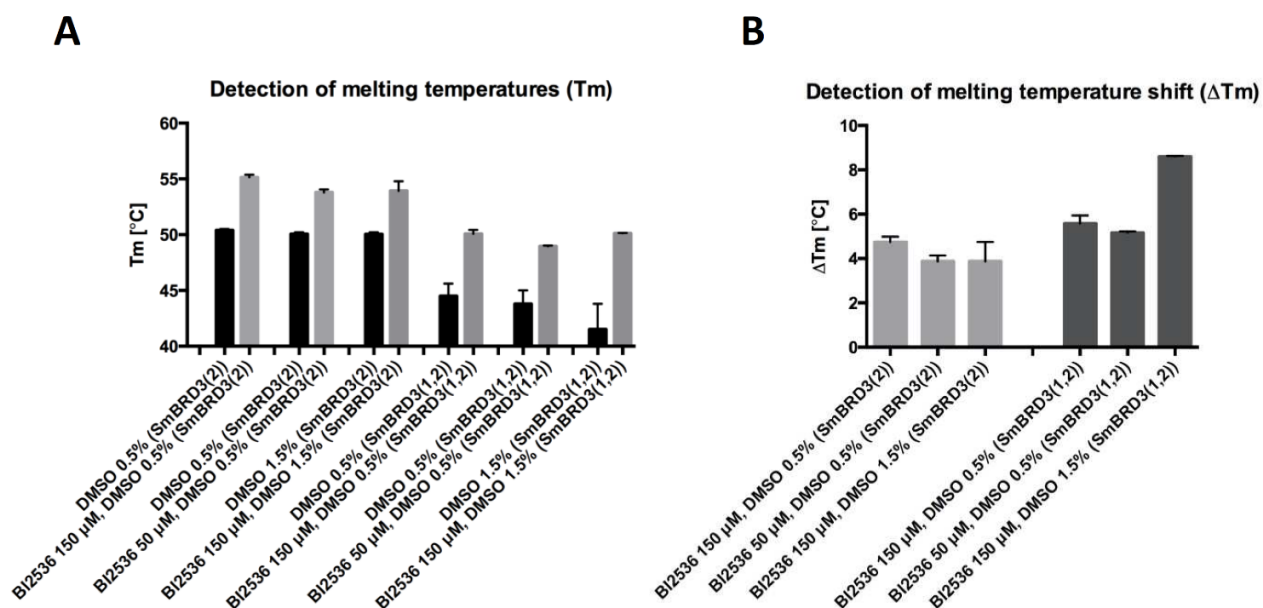 A
Detection of melting temperatures (Tm)
Tm [°C]
60
55
50
45
40
DMSO 0.5% (SmBRD3(2))
BI2536 150 µM, DMSO 0.5% (SmBRD3(2))
DMSO 0.5% (SmBRD3(2))
BI2536 50 µM, DMSO 0.5% (SmBRD3(2))
DMSO 1.5% (SmBRD3(2))
BI2536 150 µM, DMSO 1.5% (SmBRD3(2))
DMSO 0.5% (SmBRD3(1,2))
BI2536 150 µM, DMSO 0.5% (SmBRD3(1,2))
DMSO 0.5% (SmBRD3(1,2))
BI2536 50 µM, DMSO 0.5% (SmBRD3(1,2))
DMSO 1.5% (SmBRD3(1,2))
BI2536 150 µM, DMSO 1.5% (SmBRD3(1,2))
B
Detection of melting temperature shift (ΔTm)
ΔTm [°C]
10
8
6
4
2
0
BI2536 150 µM, DMSO 0.5% (SmBRD3(2))
BI2536 50 µM, DMSO 0.5% (SmBRD3(2))
BI2536 150 µM, DMSO 1.5% (SmBRD3(2))
BI2536 150 µM, DMSO 0.5% (SmBRD3(1,2))
BI2536 50 µM, DMSO 0.5% (SmBRD3(1,2))
BI2536 150 µM, DMSO 1.5% (SmBRD3(1,2))